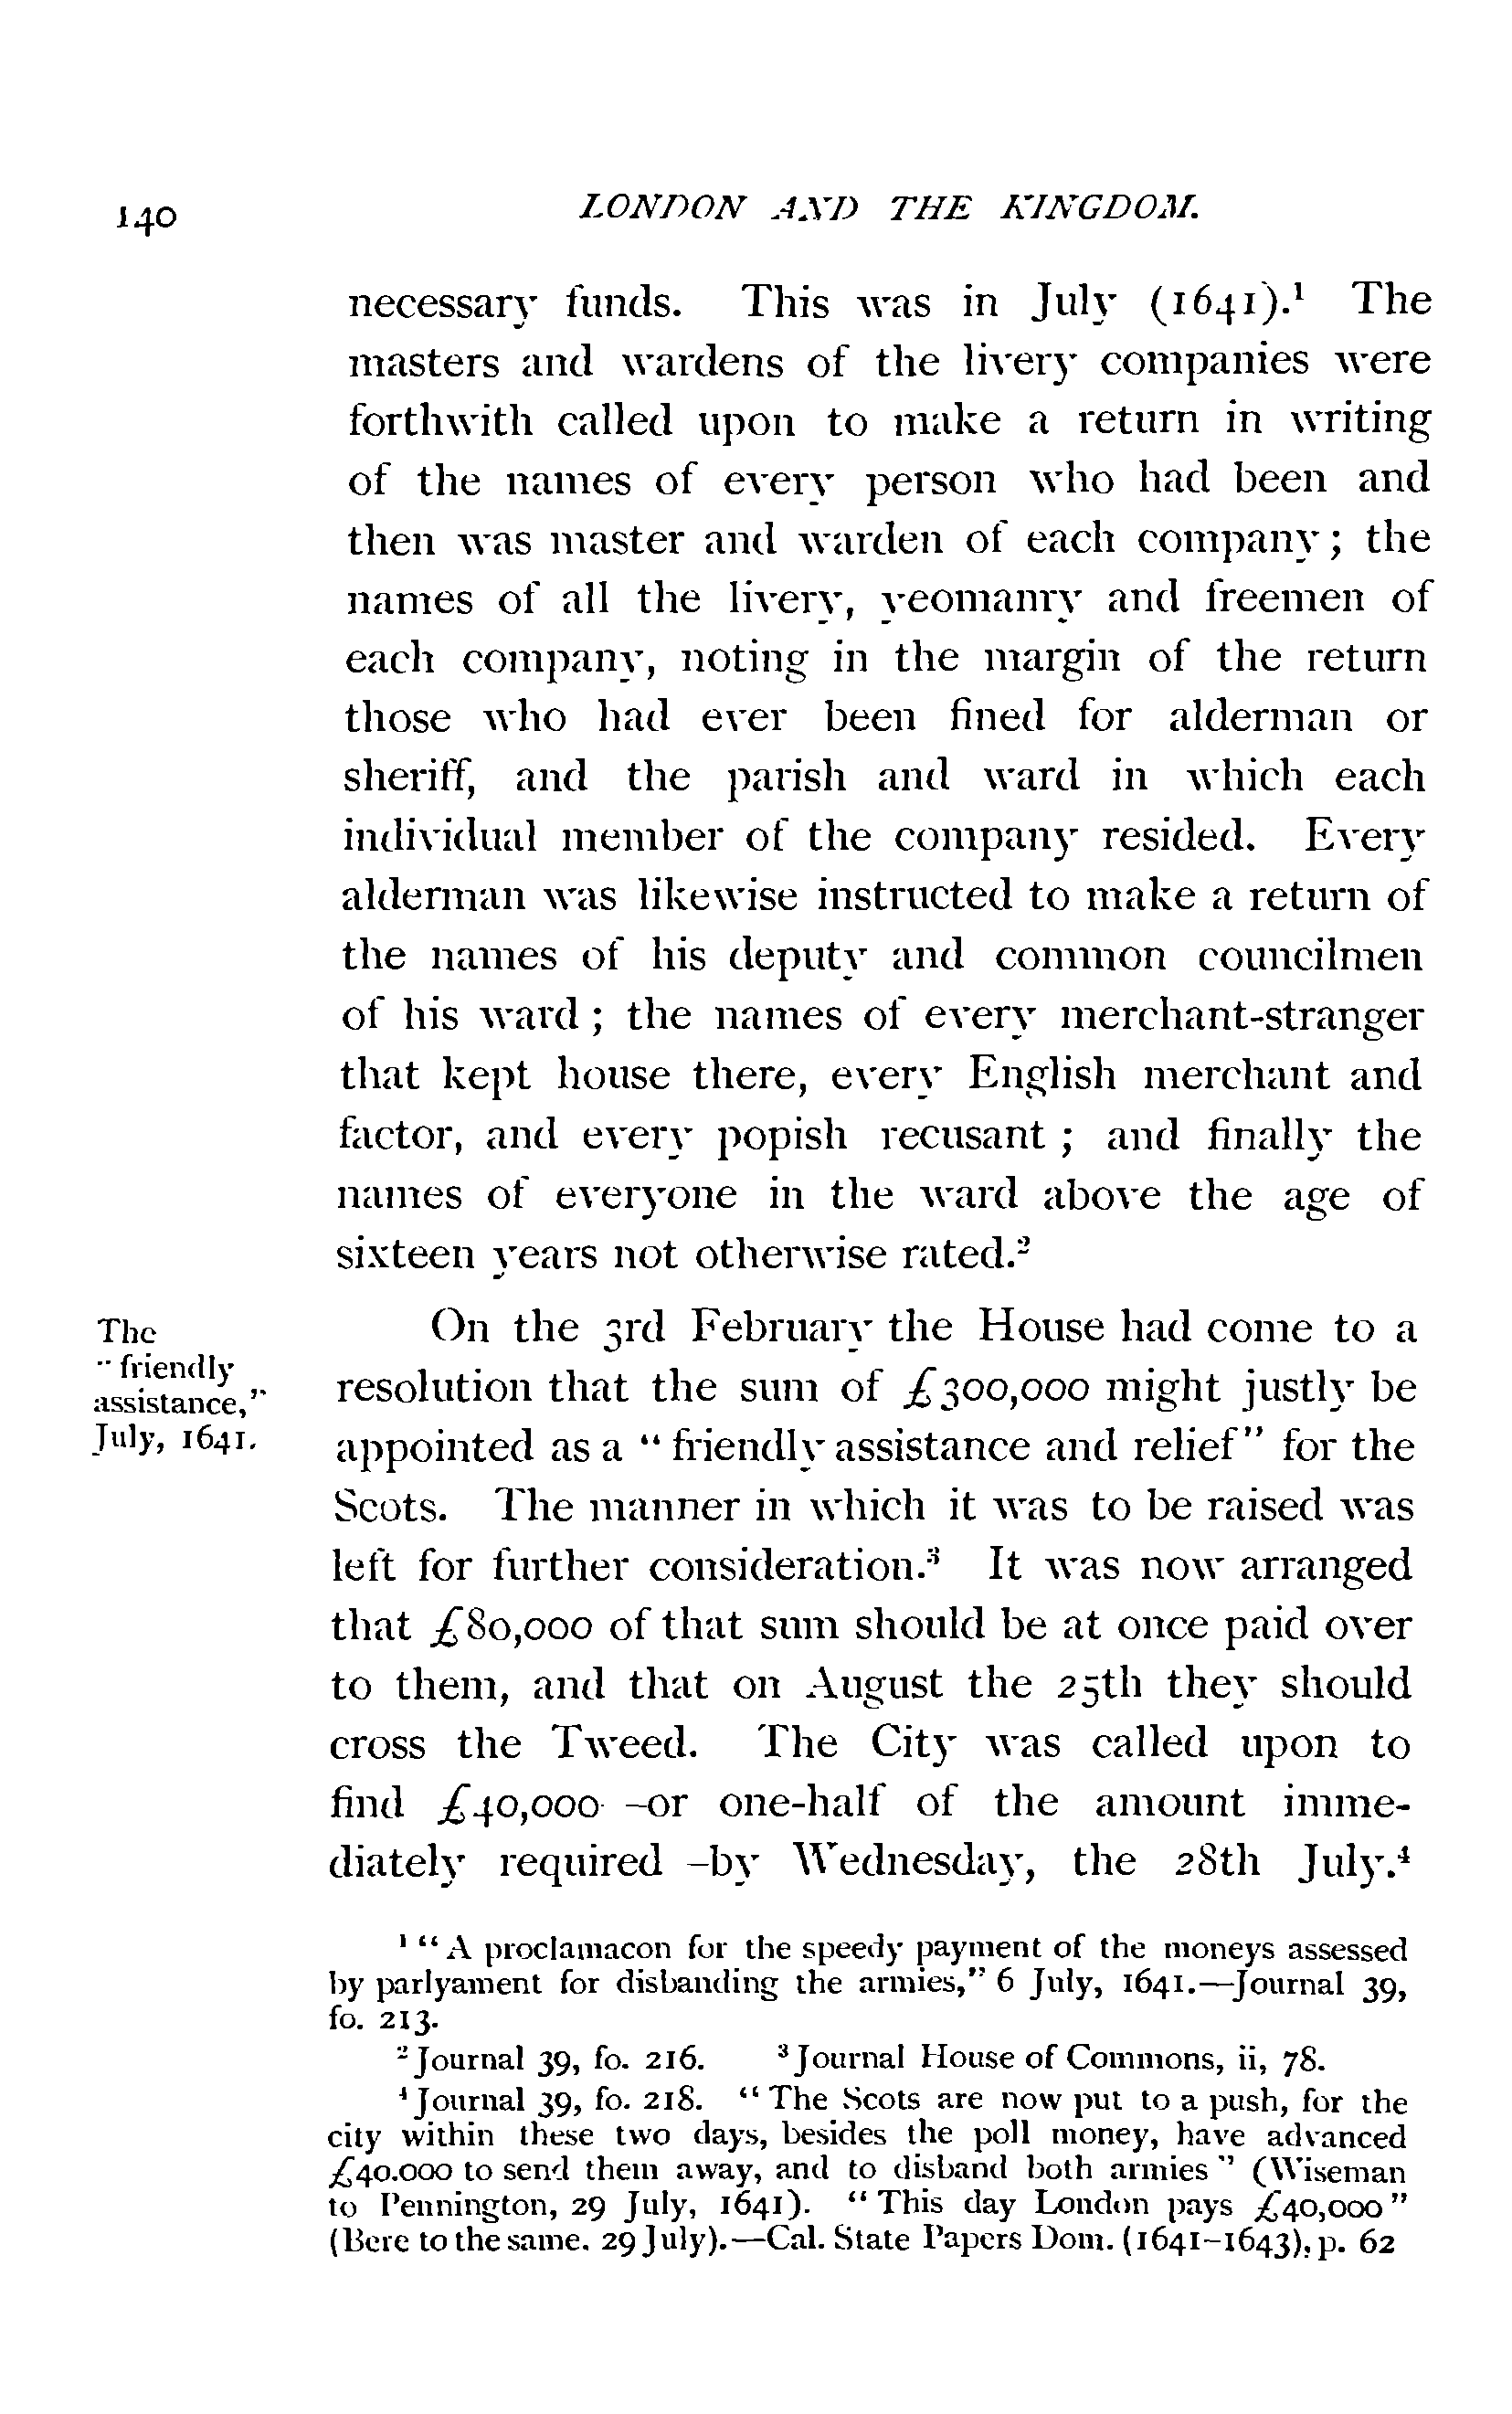 140
LONDON AND THE KINGDOM.
necessary funds. This was in July (1641).¹ The
masters and wardens of the livery companies were
forthwith called upon to make a return in writing
of the names of every person who had been and
then was master and warden of each company; the
names of all the livery, yeomanry and freemen of
each company, noting in the margin of the return
those who had ever been fined for alderman or
sheriff, and the parish and ward in which each
individual member of the company resided. Every
alderman was likewise instructed to make a return of
the names of his deputy and common councilmen
of his ward; the names of every merchant-stranger
that kept house there, every English merchant and
factor, and every popish recusant; and finally the
names of everyone in the ward above the age of
sixteen years not otherwise rated.²
The
"friendly
assistance,"
July, 1641.
On the 3rd February the House had come to a
resolution that the sum of £300,000 might justly be
appointed as a "friendly assistance and relief" for the
Scots. The manner in which it was to be raised was
left for further consideration.³ It was now arranged
that £80,000 of that sum should be at once paid over
to them, and that on August the 25th they should
cross the Tweed. The City was called upon to
find £40,000 –or one-half of the amount imme-
diately required –by Wednesday, the 28th July.⁴
¹ "A proclamacon for the speedy payment of the moneys assessed
by parlyament for disbanding the armies," 6 July, 1641.—Journal 39,
fo. 213.
² Journal 39, fo. 216. ³ Journal House of Commons, ii, 78.
⁴ Journal 39, fo. 218. "The Scots are now put to a push, for the
city within these two days, besides the poll money, have advanced
£40.000 to send them away, and to disband both armies" (Wiseman
to Pennington, 29 July, 1641). "This day London pays £40,000"
(Bere to the same. 29 July).—Cal. State Papers Dom. (1641–1643), p. 62